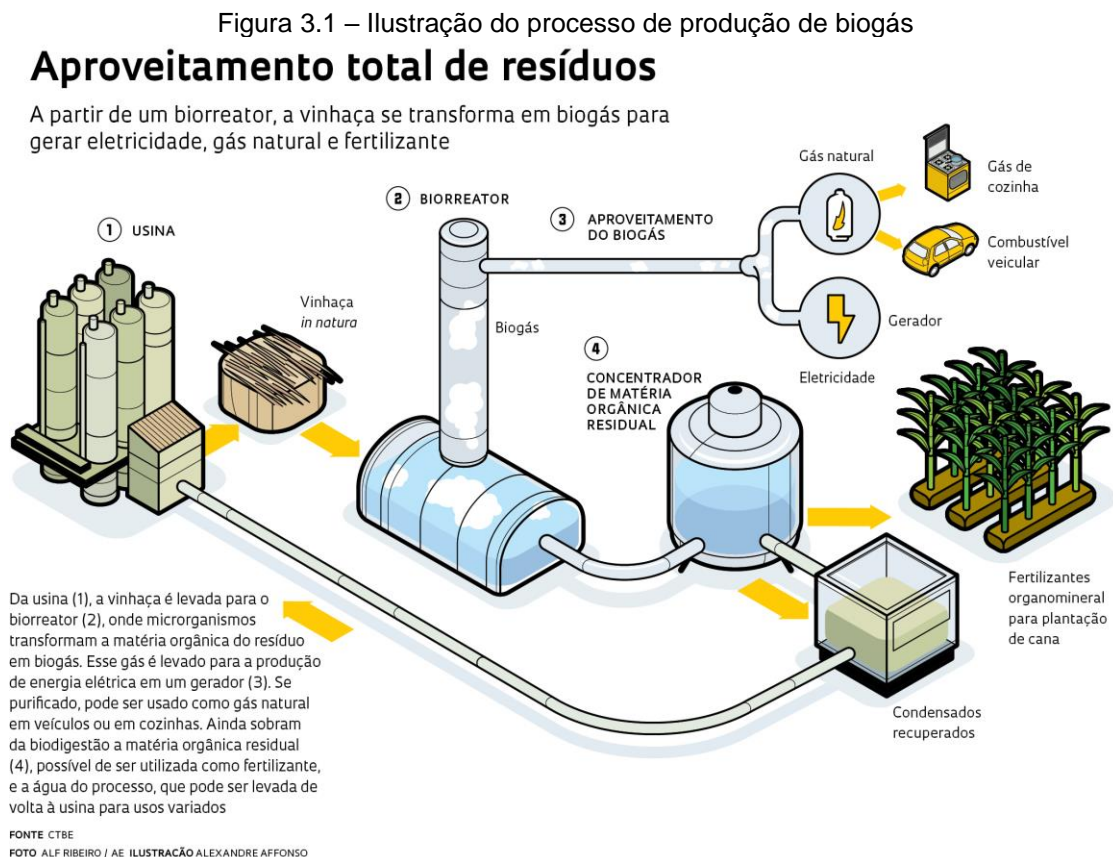 Figura 3.1 – Ilustração do processo de produção de biogás
Aproveitamento total de resíduos
A partir de um biorreator, a vinhaça se transforma em biogás para
gerar eletricidade, gás natural e fertilizante
1 USINA
Vinhaça
in natura
2 BIORREATOR
Biogás
3 APROVEITAMENTO
DO BIOGÁS
Gás natural
Gás de
cozinha
Combustível
veicular
Gerador
Eletricidade
4
CONCENTRADOR
DE MATÉRIA
ORGÂNICA
RESIDUAL
Fertilizantes
organomineral
para plantação
de cana
Condensados
recuperados
Da usina (1), a vinhaça é levada para o
biorreator (2), onde microrganismos
transformam a matéria orgânica do resíduo
em biogás. Esse gás é levado para a produção
de energia elétrica em um gerador (3). Se
purificado, pode ser usado como gás natural
em veículos ou em cozinhas. Ainda sobram
da biodigestão a matéria orgânica residual
(4), possível de ser utilizada como fertilizante,
e a água do processo, que pode ser levada de
volta à usina para usos variados
FONTE CTBE
FOTO ALF RIBEIRO / AE ILUSTRAÇÃO ALEXANDRE AFFONSO